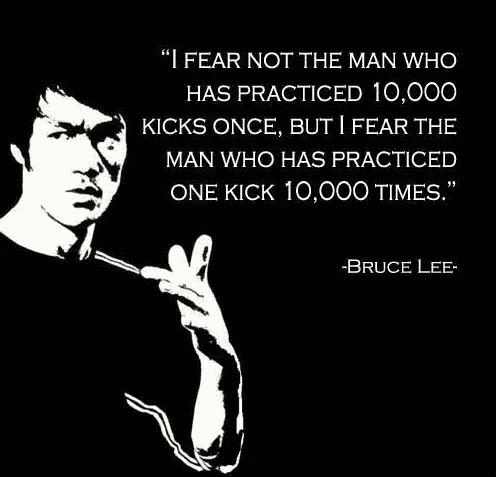 “I FEAR NOT THE MAN WHO
HAS PRACTICED 10,000
KICKS ONCE, BUT I FEAR THE
MAN WHO HAS PRACTICED
ONE KICK 10,000 TIMES.”
-BRUCE LEE-